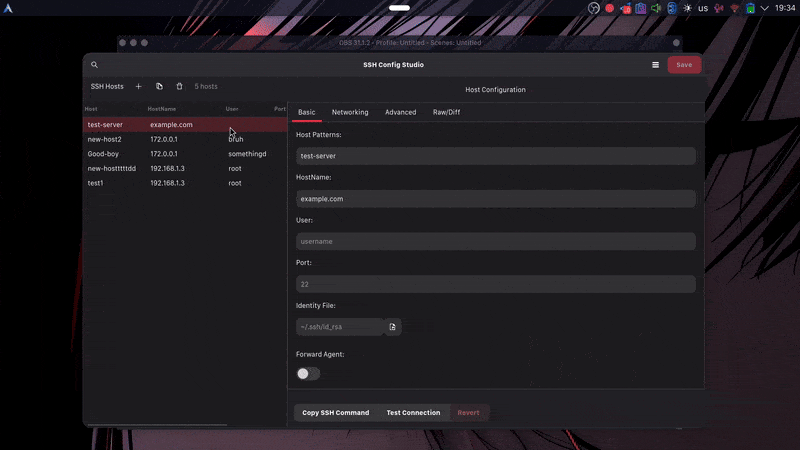 us 19:34
OBS 31.1.2 - Profile: Untitled - Scenes: Untitled
SSH Config Studio
Save
SSH Hosts + 5 hosts
Host Configuration
Host HostName User Port
Basic Networking Advanced Raw/Diff
test-server example.com
new-host2 172.0.0.1 bruh
Good-boy 172.0.0.1 somethingd
new-hosttttdd 192.168.1.3 root
test1 192.168.1.3 root
Host Patterns:
test-server
HostName:
example.com
User:
username
Port:
22
Identity File:
~/.ssh/id_rsa
Forward Agent:
Copy SSH Command Test Connection Revert